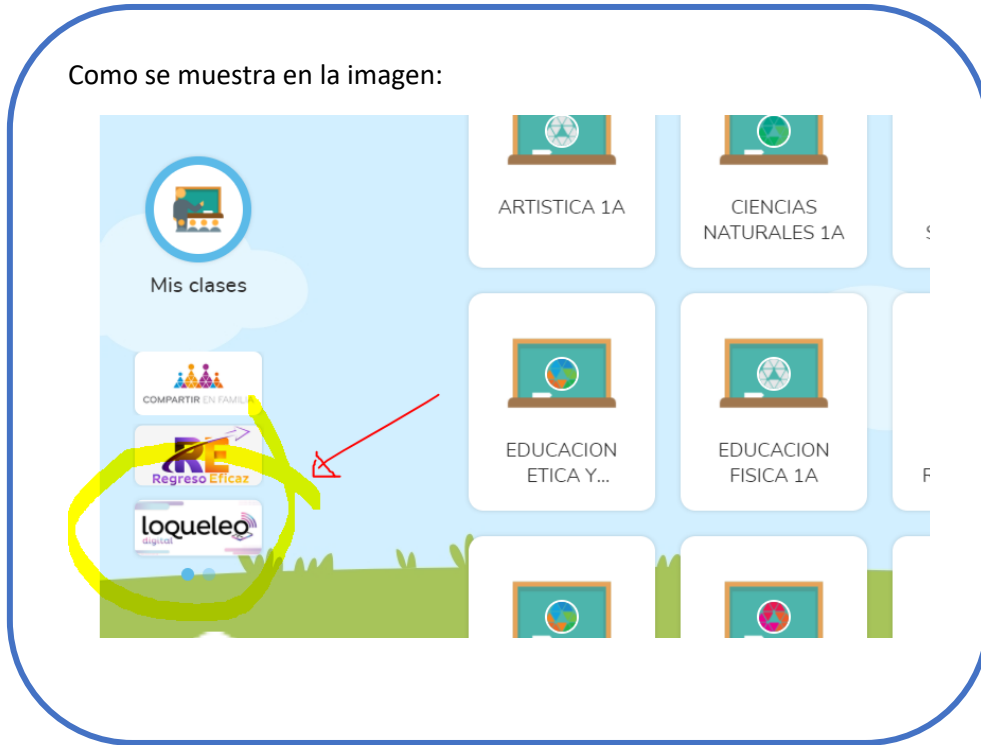 Como se muestra en la imagen:
ARTISTICA 1A
CIENCIAS
NATURALES 1A
Mis clases
COMPARTIR EN FAMILIA
RE
Regreso Eficaz
loqueleo
digital
EDUCACION
ETICA Y...
EDUCACION
FISICA 1A